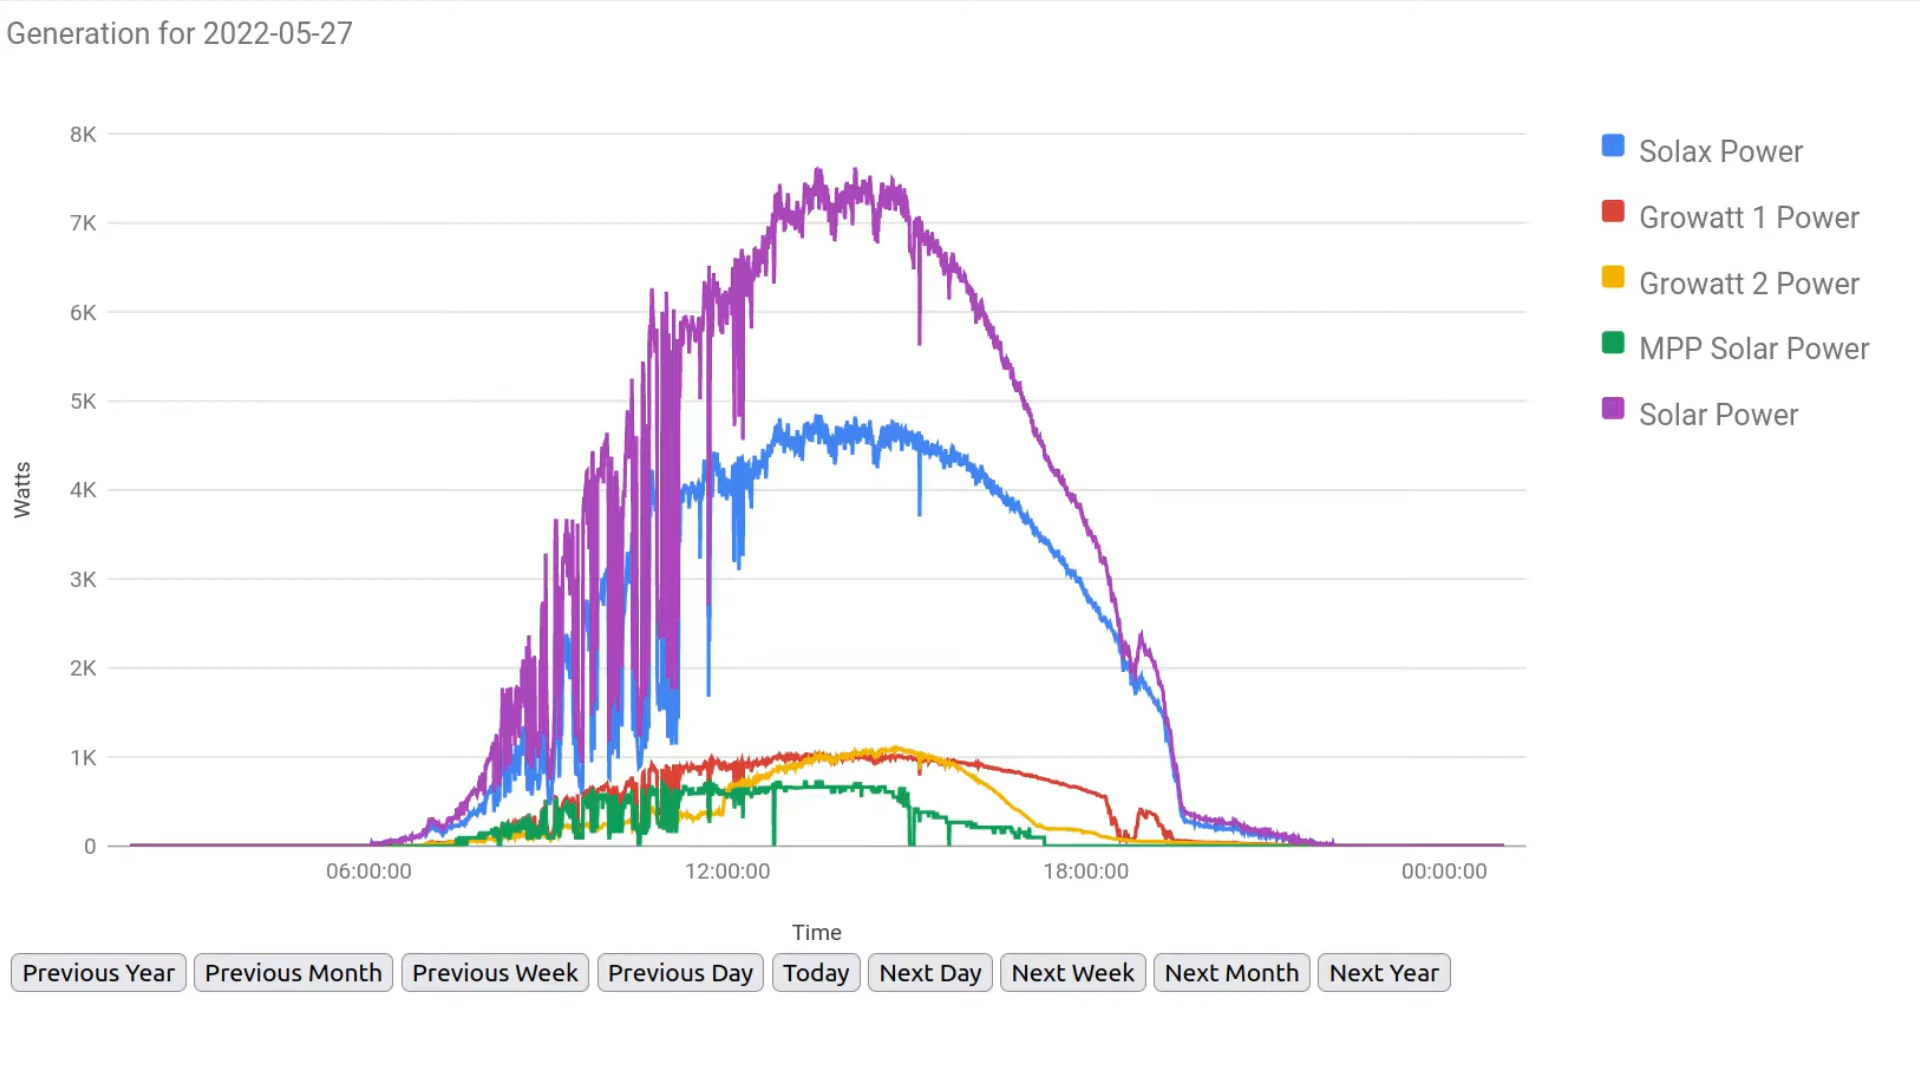 Generation for 2022-05-27
8K
7K
6K
5K
4K
3K
2K
1K
0
Watts
06:00:00
12:00:00
18:00:00
00:00:00
Time
Solax Power
Growatt 1 Power
Growatt 2 Power
MPP Solar Power
Solar Power
Previous Year
Previous Month
Previous Week
Previous Day
Today
Next Day
Next Week
Next Month
Next Year